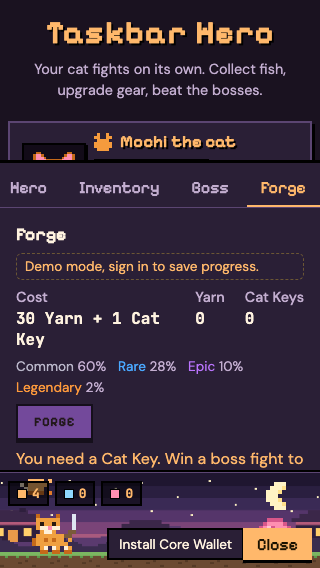 Taskbar Hero
Your cat fights on its own. Collect fish,
upgrade gear, beat the bosses.
Mochi the cat
Hero Inventory Boss Forge
Forge
Demo mode, sign in to save progress.
Cost Yarn Cat Keys
30 Yarn + 1 Cat 0 0
Key
Common 60% Rare 28% Epic 10%
Legendary 2%
FORGE
You need a Cat Key. Win a boss fight to
4 0 0
Install Core Wallet Close